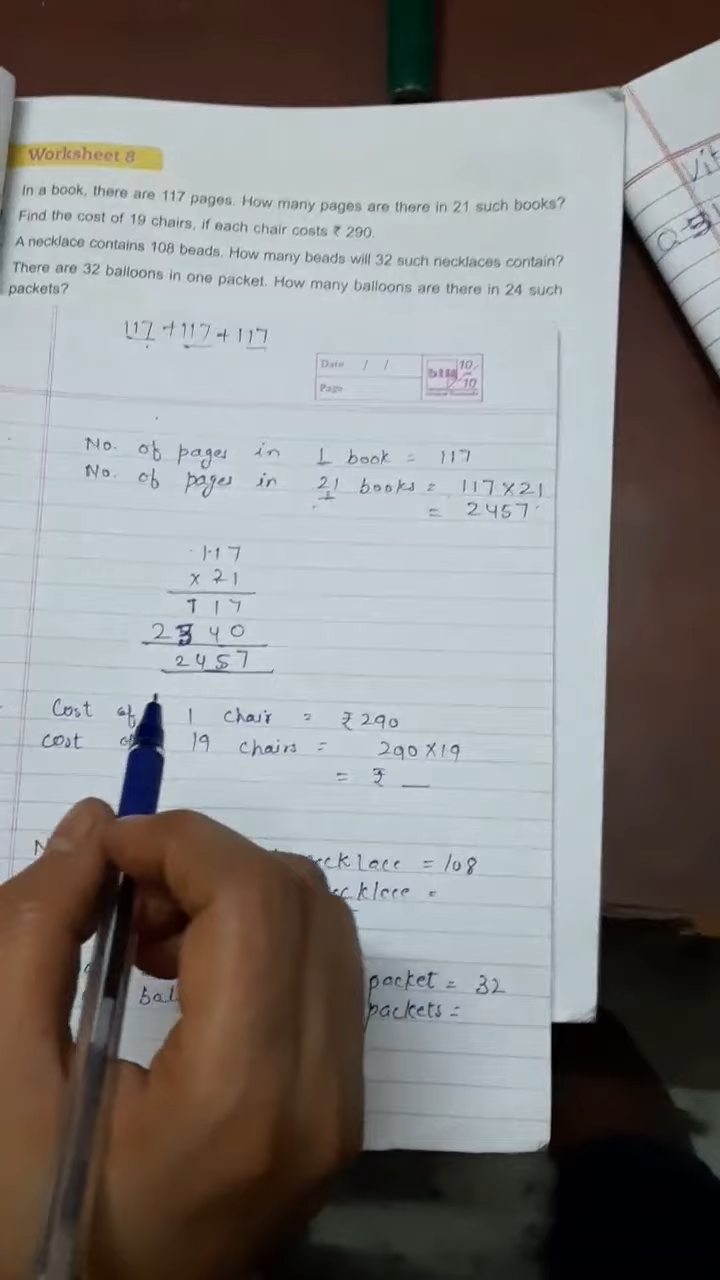 Worksheet 8
In a book, there are 117 pages. How many pages are there in 21 such books?
Find the cost of 19 chairs, if each chair costs ₹ 290.
A necklace contains 108 beads. How many beads will 32 such necklaces contain?
There are 32 balloons in one packet. How many balloons are there in 24 such
packets?
117 + 117 + 117
Date / /
Page
10/10
No. of pages in 1 book = 117
No. of pages in 21 books = 117 × 21
= 2457
117
× 21
117
2340
2457
Cost of 1 chair = ₹ 290
cost of 19 chairs = 290 × 19
= ₹ __
= 108
=
packet = 32
packets =